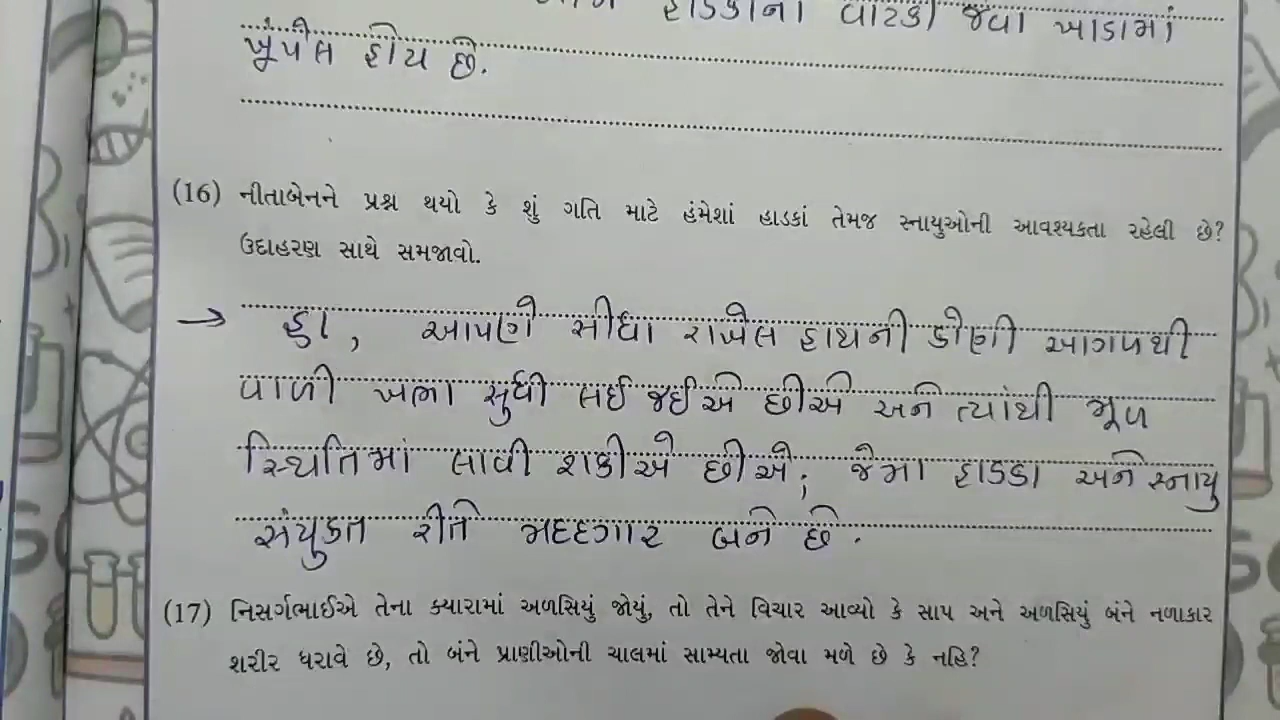 હાડકાના વાટકા જેવા ખાડામાં
ખૂંપેલ હોય છે.
(16) નીતાબેનને પ્રશ્ન થયો કે શું ગતિ માટે હંમેશાં હાડકાં તેમજ સ્નાયુઓની આવશ્યકતા રહેલી છે?
ઉદાહરણ સાથે સમજાવો.
→ હા, આપણે સીધા રાખેલ હાથની કોણી આગળથી
વાળી ખભા સુધી લઈ જઈએ છીએ અને ત્યાંથી મૂળ
સ્થિતિમાં લાવી શકીએ છીએ; જેમા હાડકા અને સ્નાયુ
સંયુક્ત રીતે મદદગાર બને છે.
(17) નિસર્ગભાઈએ તેના ક્યારામાં અળસિયું જોયું, તો તેને વિચાર આવ્યો કે સાપ અને અળસિયું બંને નળાકાર
શરીર ધરાવે છે, તો બંને પ્રાણીઓની ચાલમાં સામ્યતા જોવા મળે છે કે નહિ?